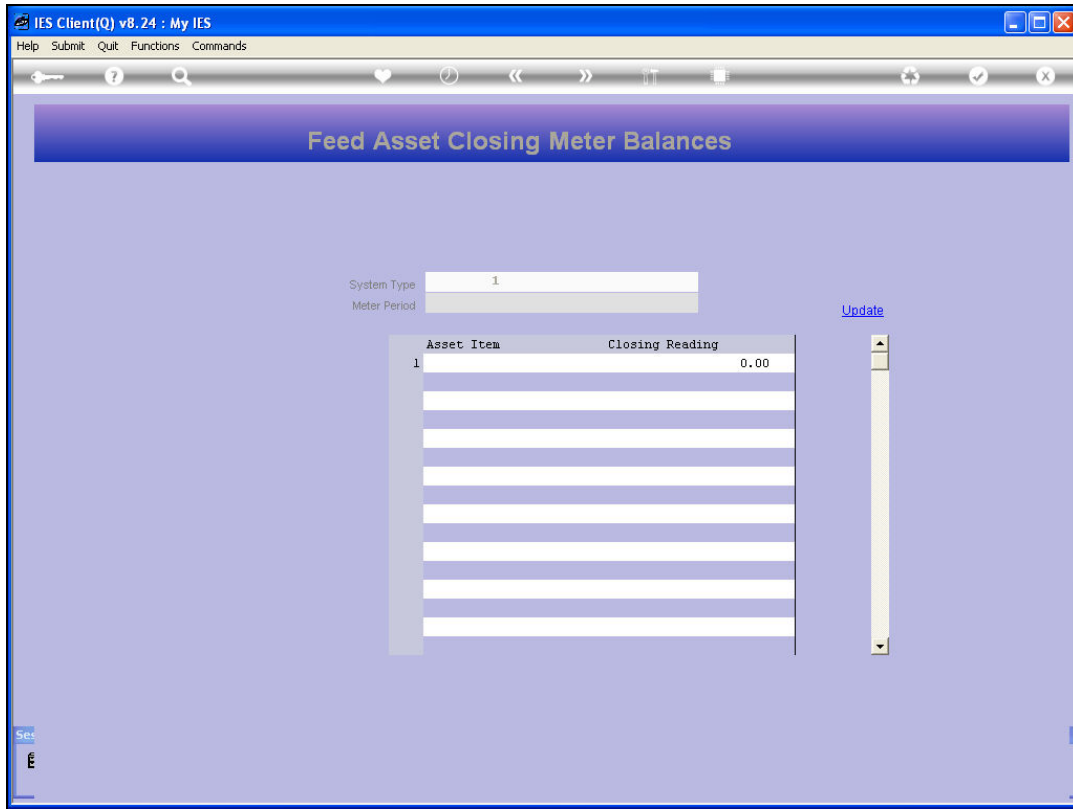 IES Client(Q) v8.24 : My IES
Help Submit Quit Functions Commands
Feed Asset Closing Meter Balances
System Type 1
Meter Period
Update
Asset Item Closing Reading
1 0.00
Ses